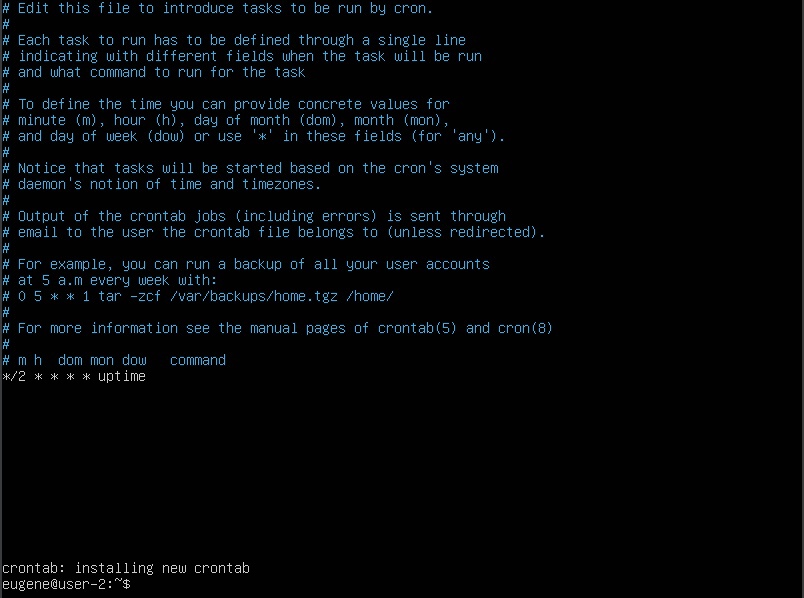 # Edit this file to introduce tasks to be run by cron.
#
# Each task to run has to be defined through a single line
# indicating with different fields when the task will be run
# and what command to run for the task
#
# To define the time you can provide concrete values for
# minute (m), hour (h), day of month (dom), month (mon),
# and day of week (dow) or use '*' in these fields (for 'any').
#
# Notice that tasks will be started based on the cron's system
# daemon's notion of time and timezones.
#
# Output of the crontab jobs (including errors) is sent through
# email to the user the crontab file belongs to (unless redirected).
#
# For example, you can run a backup of all your user accounts
# at 5 a.m every week with:
# 0 5 * * 1 tar -zcf /var/backups/home.tgz /home/
#
# For more information see the manual pages of crontab(5) and cron(8)
#
# m h  dom mon dow   command
*/2 * * * * uptime
crontab: installing new crontab
eugene@user-2:~$